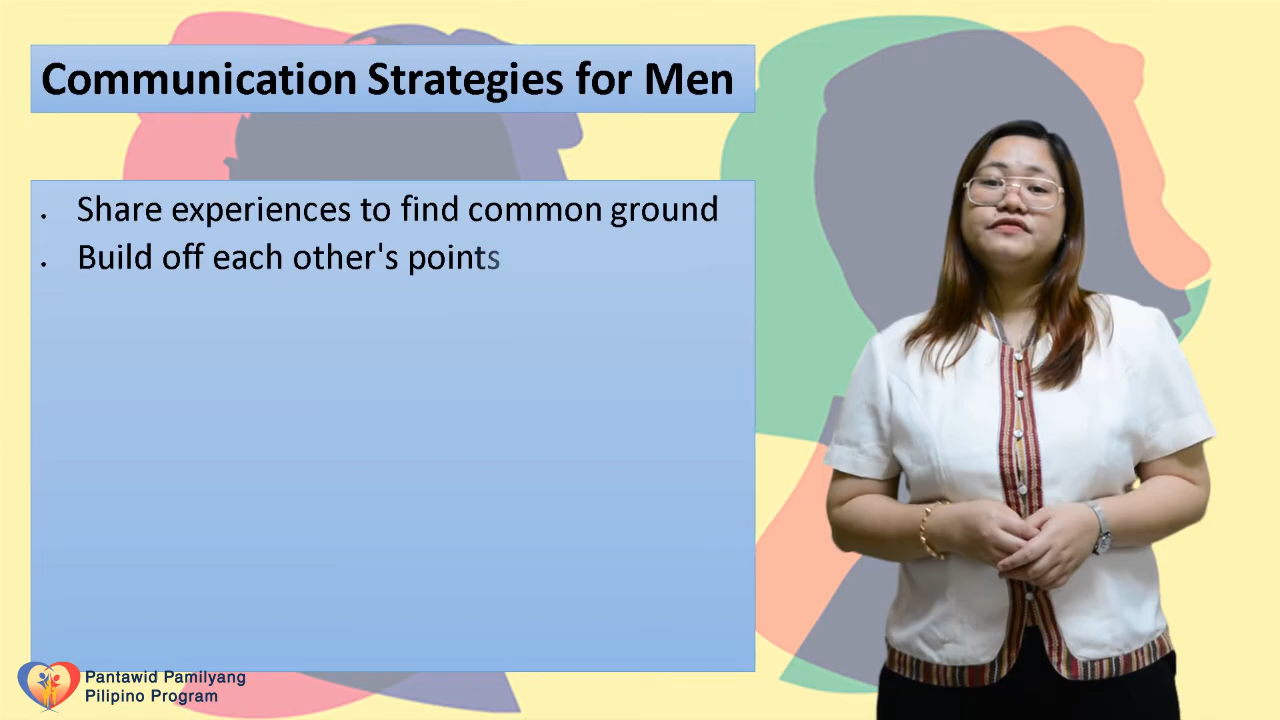 Communication Strategies for Men
• Share experiences to find common ground
• Build off each other's points
Pantawid Pamilyang
Pilipino Program